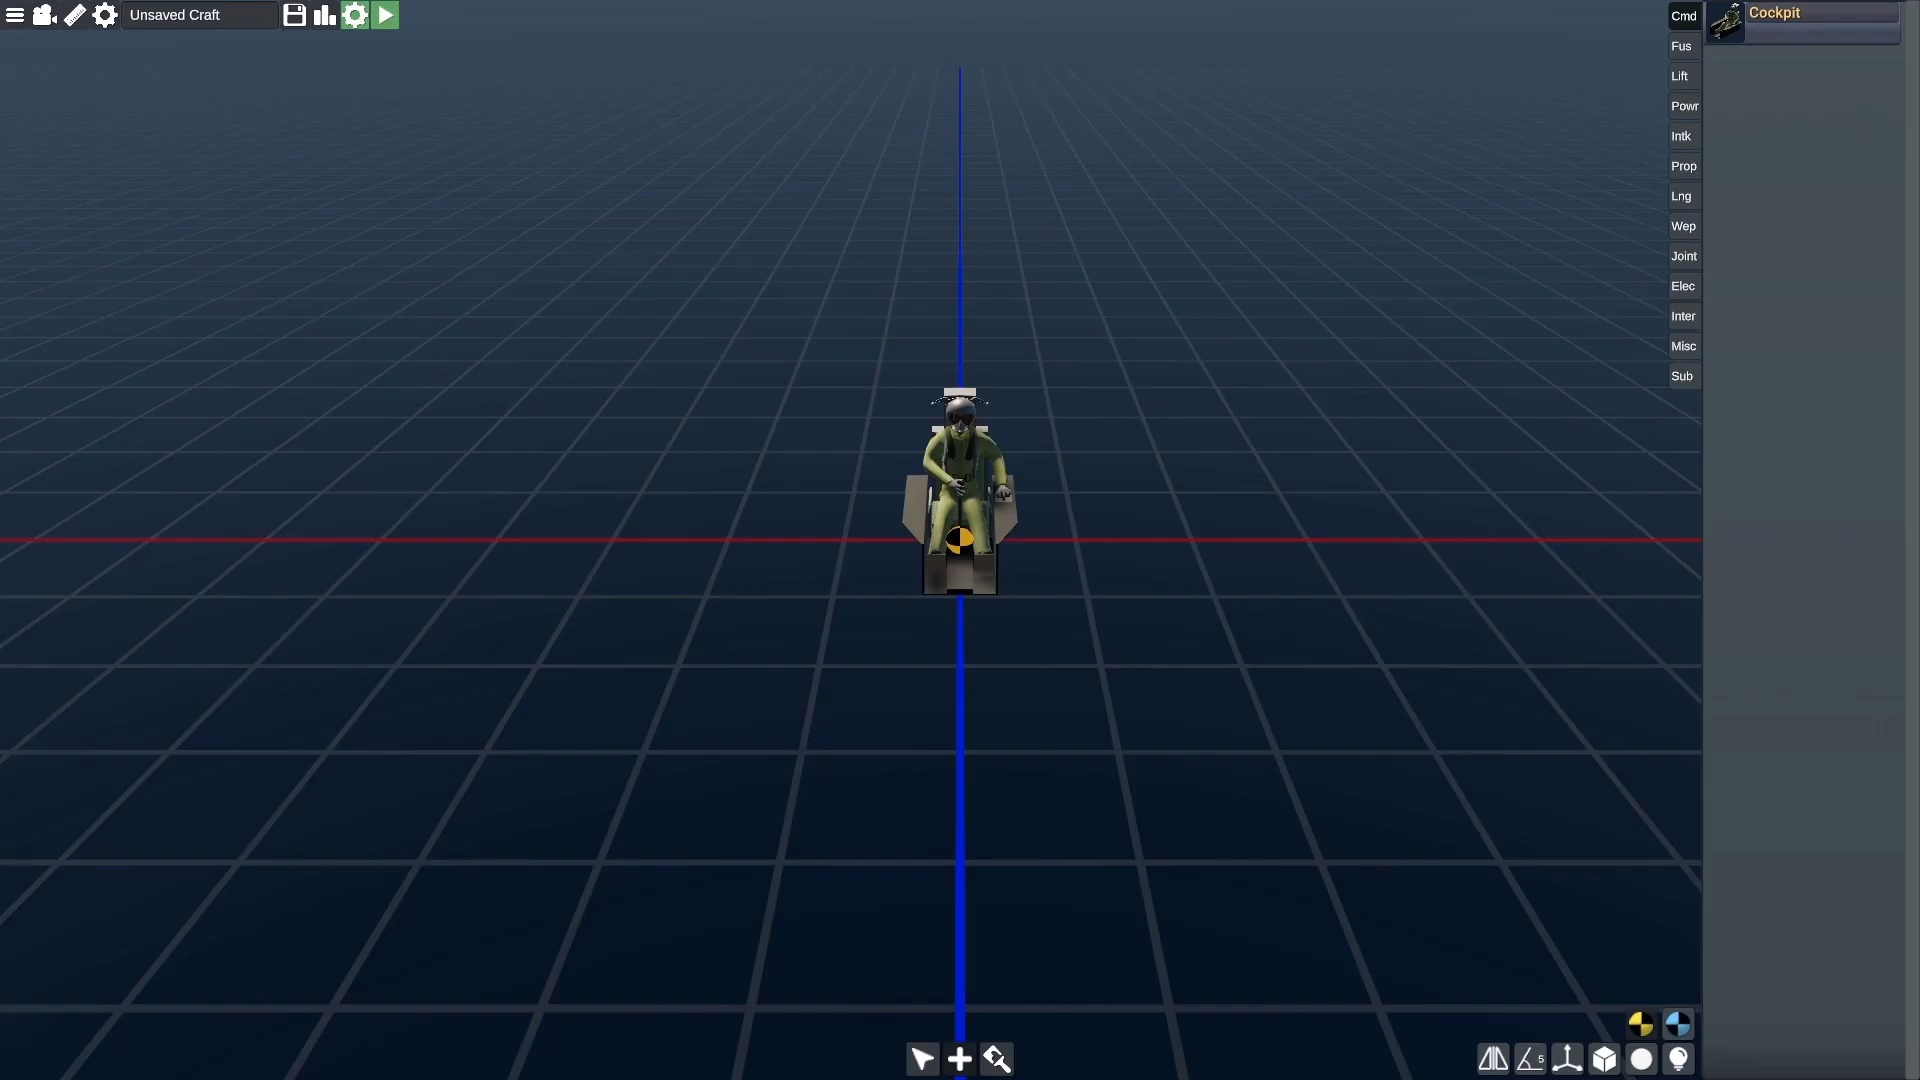 Unsaved Craft
Cmd
Cockpit
Fus
Lift
Powr
Intk
Prop
Lng
Wep
Joint
Elec
Inter
Misc
Sub
5